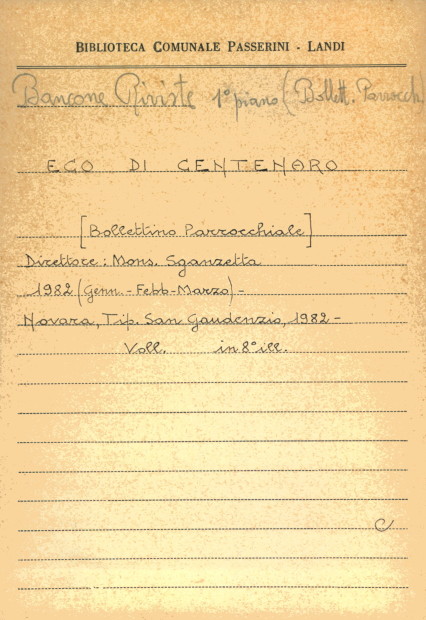 BIBLIOTECA COMUNALE PASSERINI - LANDI
Bancone Riviste 1° piano (Bollett. Parrocch.
ECO DI CENTENARO
[Bollettino Parrocchiale]
Direttore: Mons. Sganzetta
1982 (Genn.-Febb-Marzo)-
Novara, Tip. San Gaudenzio, 1982-
Voll. in 8° ill.
C